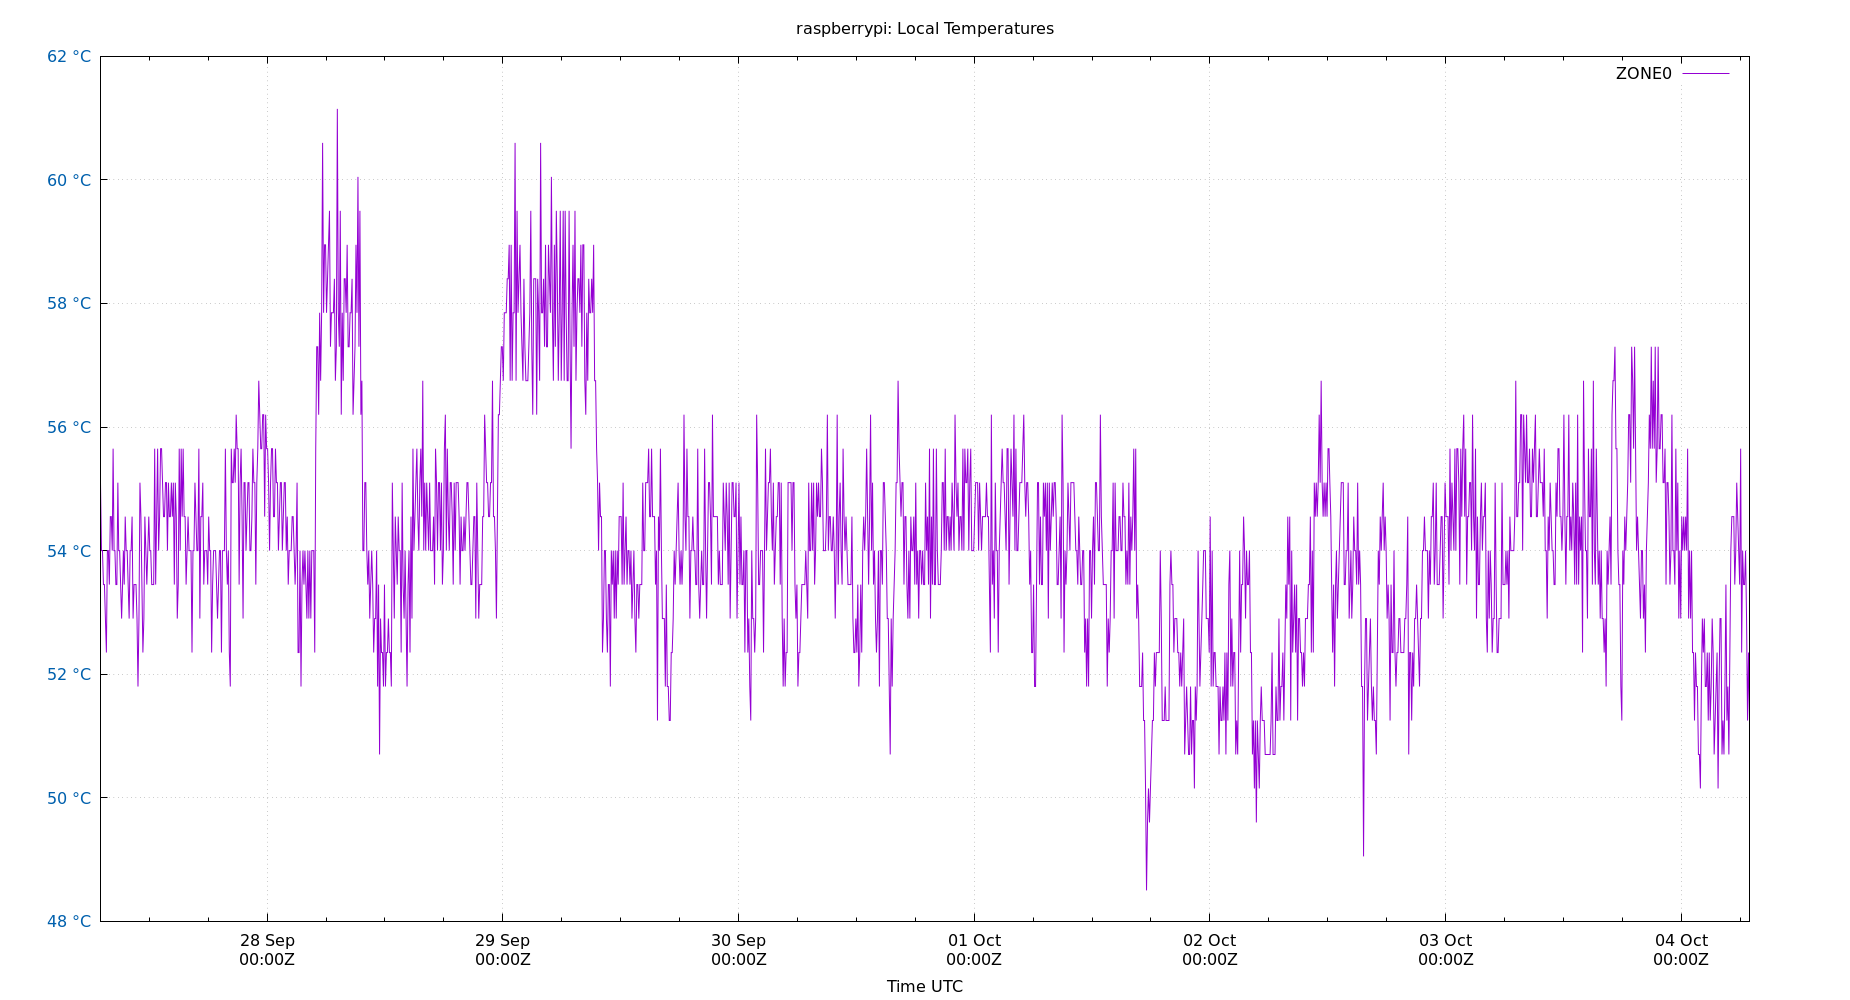 raspberrypi: Local Temperatures
62 °C
ZONE0
60 °C
58 °C
56 °C
54 °C
52 °C
50 °C
48 °C
28 Sep 29 Sep 30 Sep 01 Oct 02 Oct 03 Oct 04 Oct
00:00Z 00:00Z 00:00Z 00:00Z 00:00Z 00:00Z 00:00Z
Time UTC